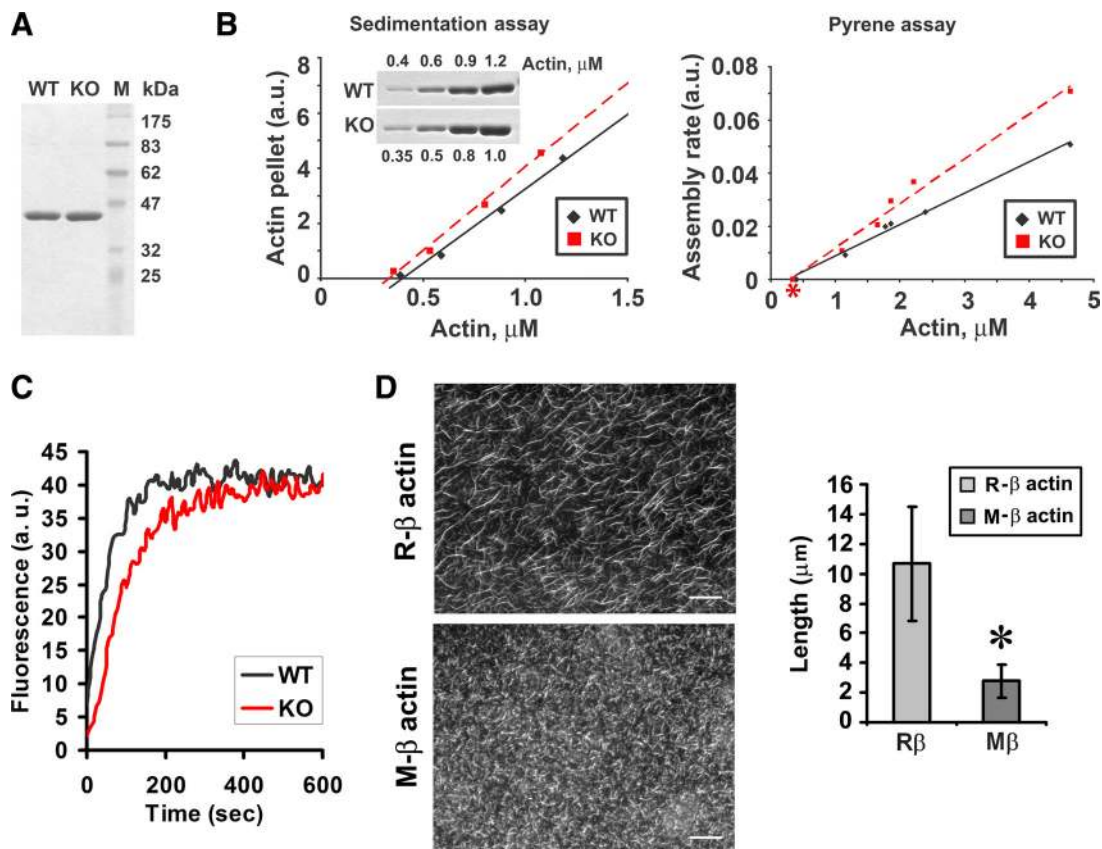 A
WT KO M kDa
175
83
62
47
32
25
B
Sedimentation assay
Actin pellet (a.u.)
8
6
4
2
0
0.4 0.6 0.9 1.2 Actin, μM
WT
KO
0.35 0.5 0.8 1.0
WT
KO
0 0.5 1.0 1.5
Actin, μM
Pyrene assay
Assembly rate (a.u.)
0.08
0.06
0.04
0.02
0
WT
KO
0 1 2 3 4 5
*
Actin, μM
C
Fluorescence (a. u.)
45
40
35
30
25
20
15
10
5
0
WT
KO
0 200 400 600
Time (sec)
D
R-β actin
M-β actin
R-β actin
M-β actin
Length (μm)
16
14
12
10
8
6
4
2
0
*
Rβ Mβ